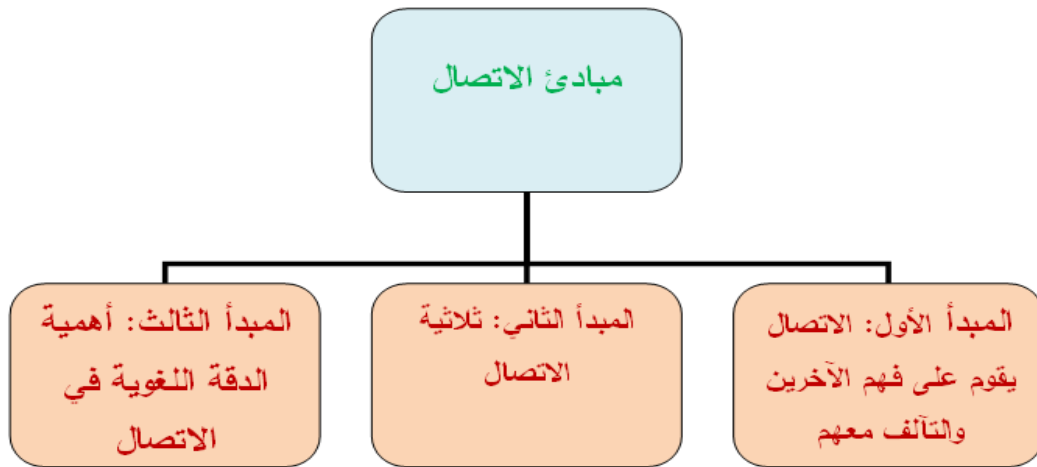 مبادئ الاتصال
المبدأ الأول: الاتصال
يقوم على فهم الآخرين
والتآلف معهم
المبدأ الثاني: ثلاثية
الاتصال
المبدأ الثالث: أهمية
الدقة اللغوية في
الاتصال